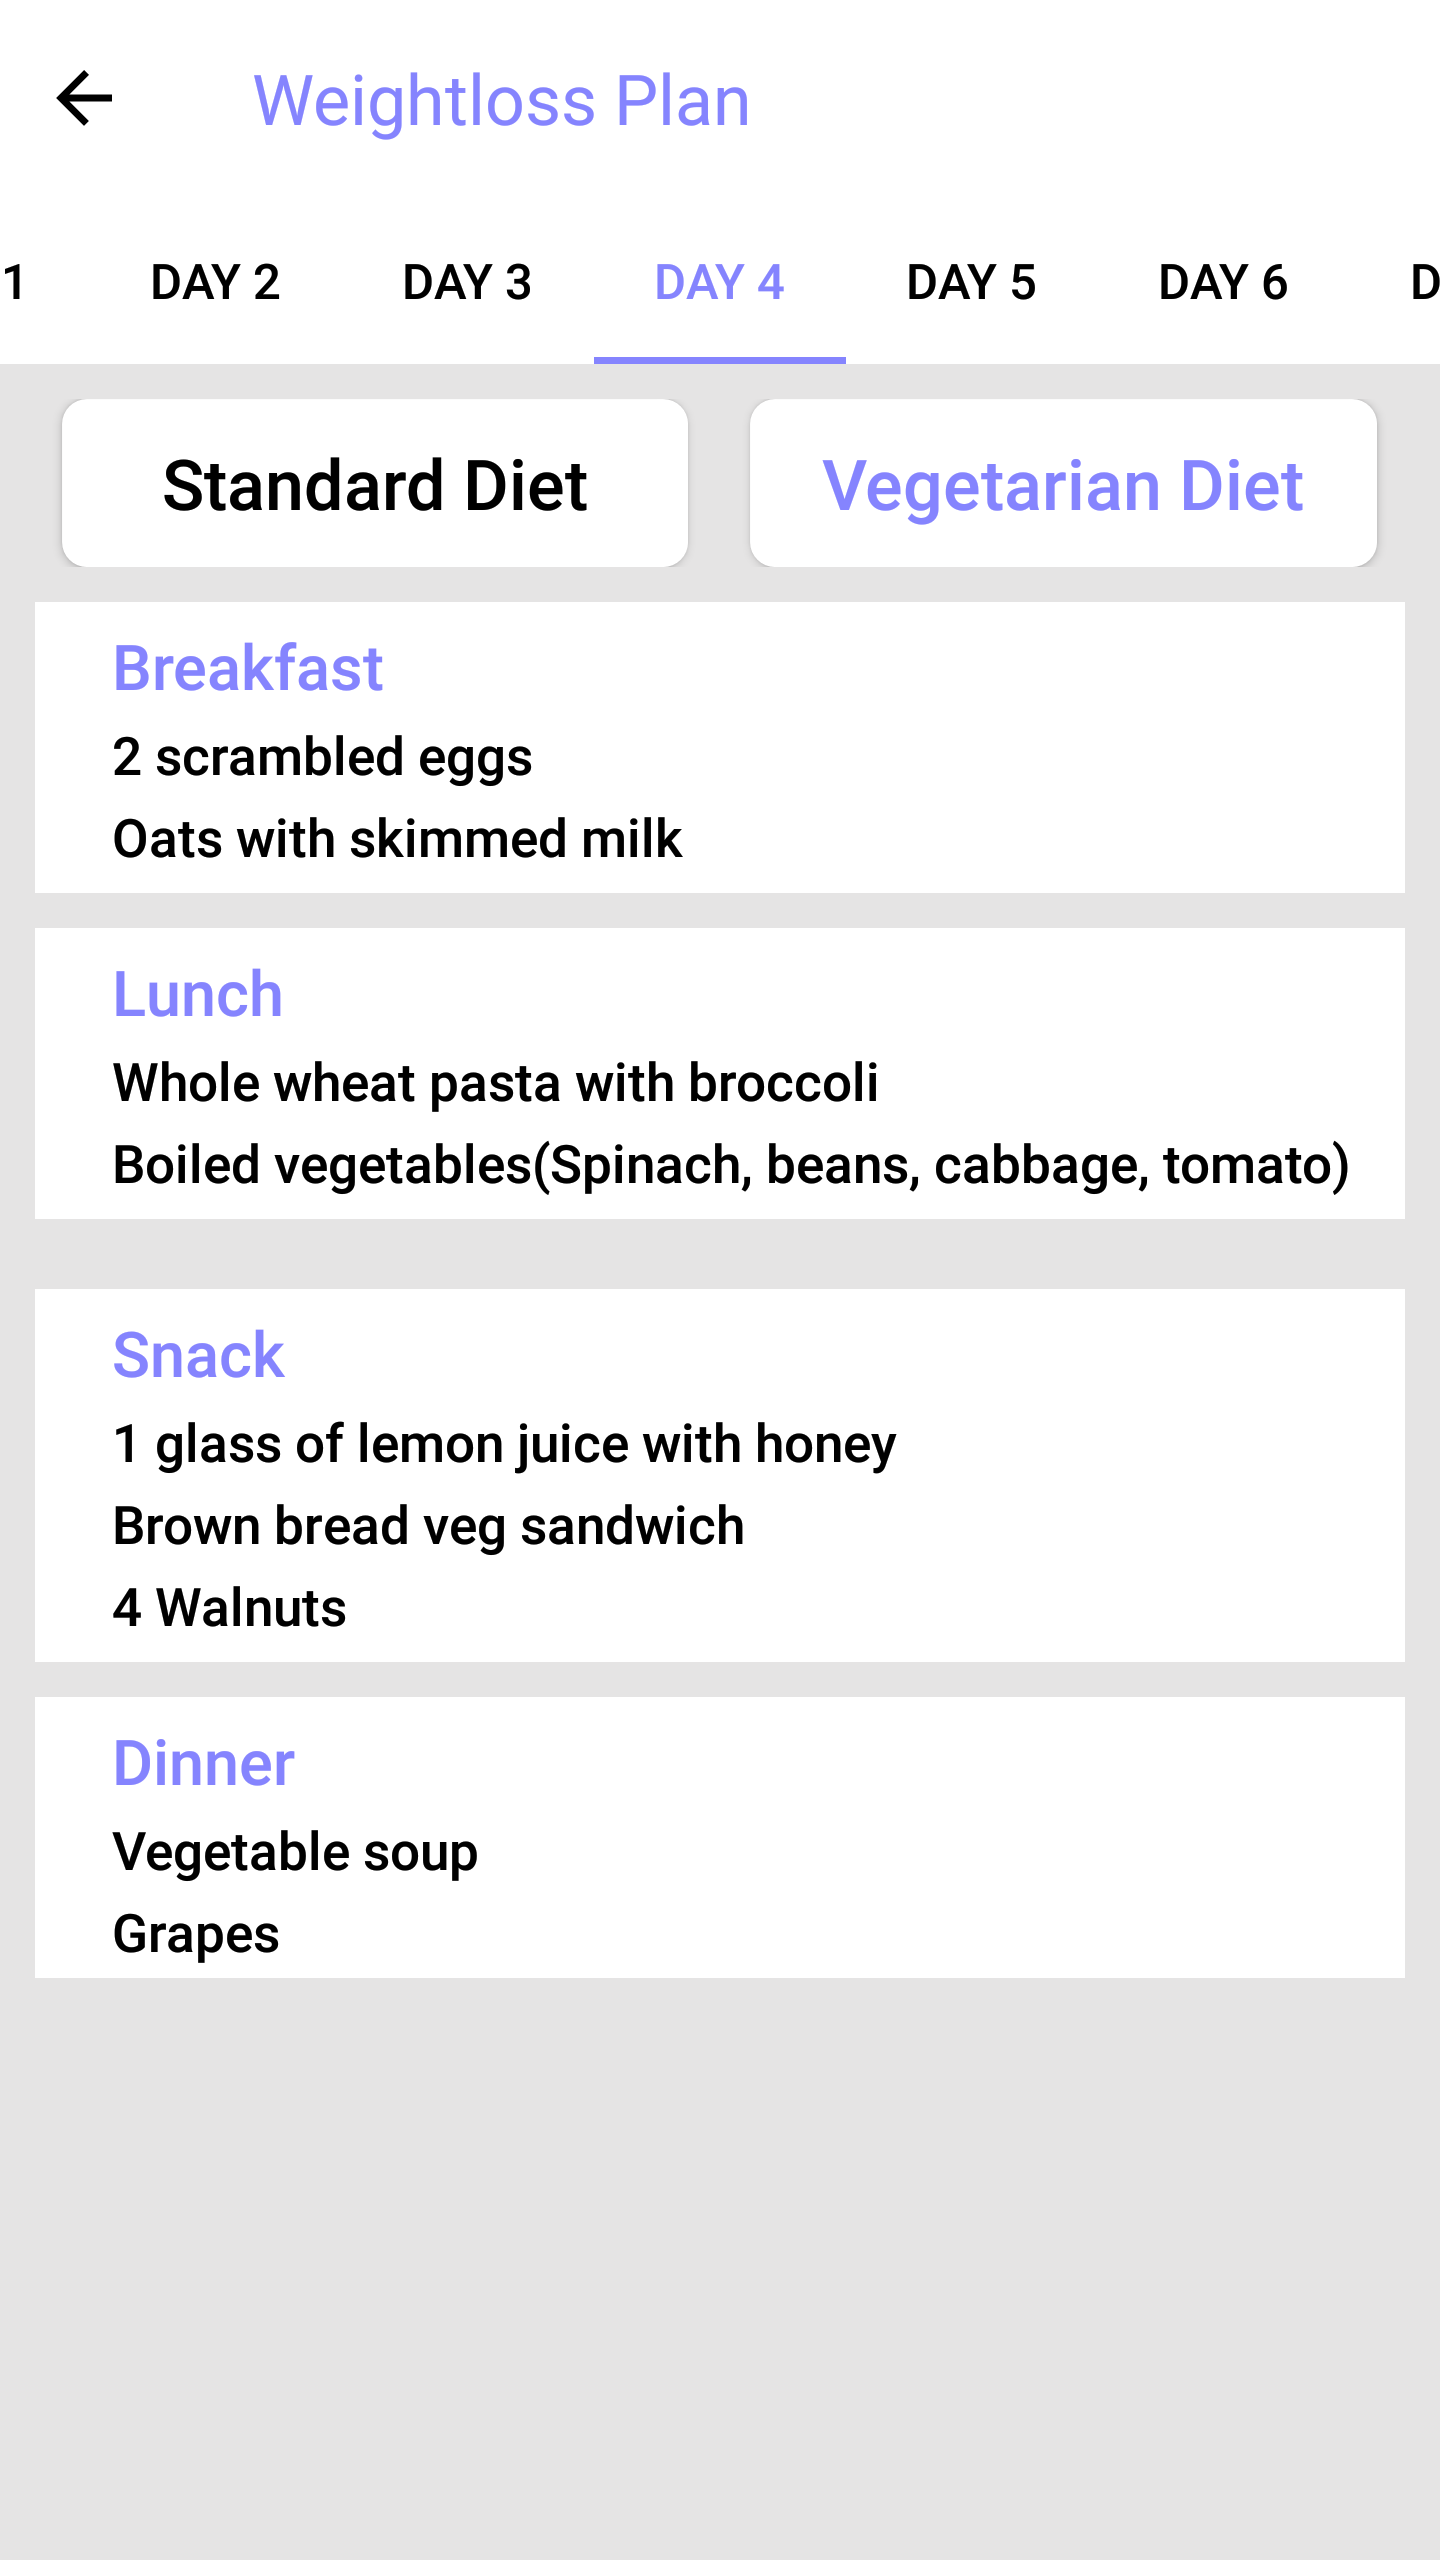 Weightloss Plan
1 DAY 2 DAY 3 DAY 4 DAY 5 DAY 6 D
Standard Diet Vegetarian Diet
Breakfast
2 scrambled eggs
Oats with skimmed milk
Lunch
Whole wheat pasta with broccoli
Boiled vegetables(Spinach, beans, cabbage, tomato)
Snack
1 glass of lemon juice with honey
Brown bread veg sandwich
4 Walnuts
Dinner
Vegetable soup
Grapes